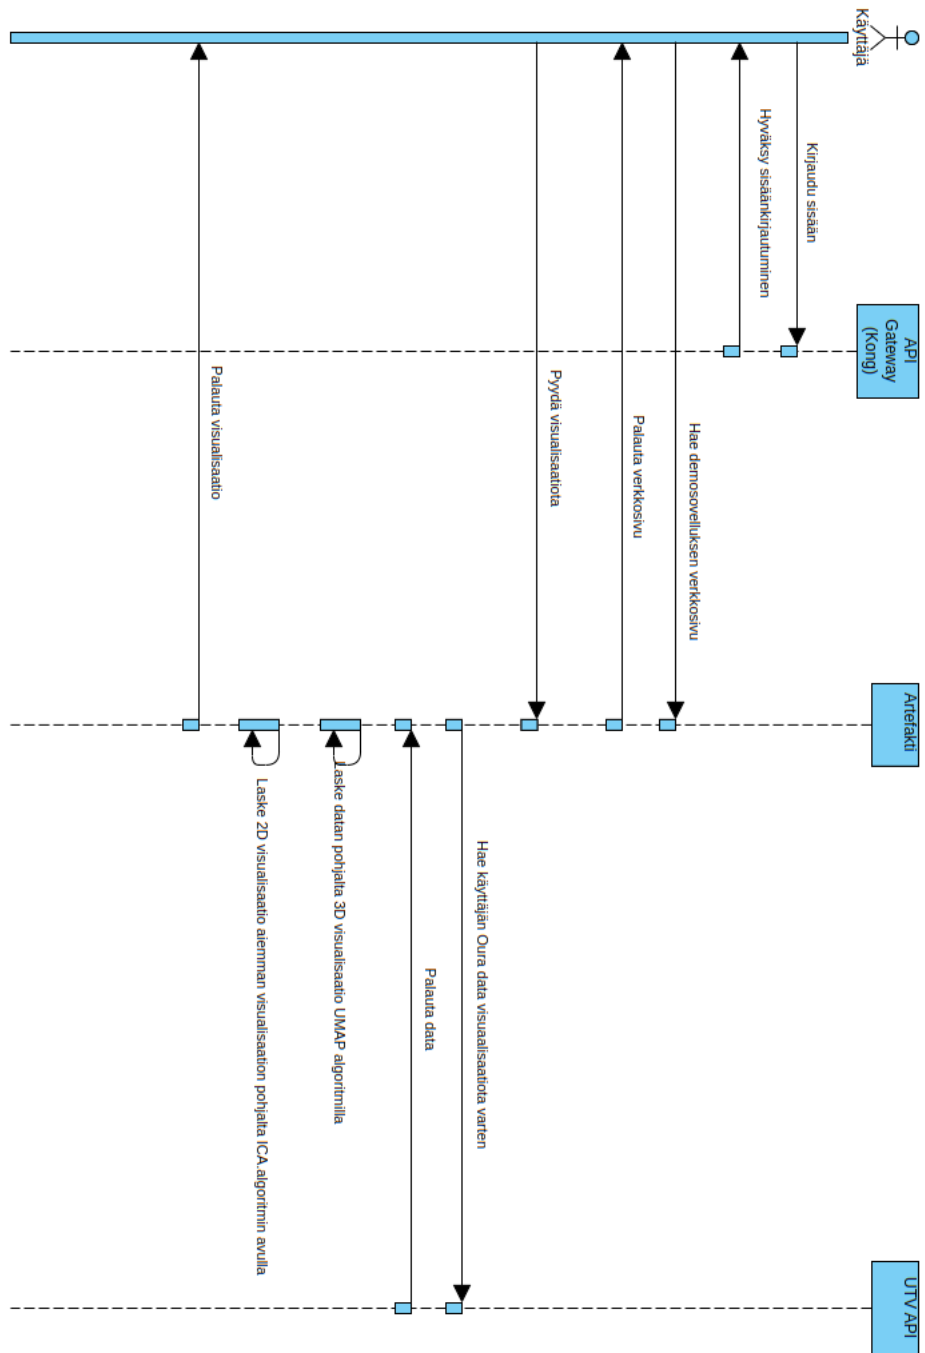 Käyttäjä
API
Gateway
(Kong)
Artefakti
UTV API
Kirjaudu sisään
Hyväksy sisäänkirjautuminen
Hae demosovelluksen verkkosivu
Palauta verkkosivu
Pyydä visualisaatiota
Hae käyttäjän Oura data visuaalisaatiota varten
Palauta data
Laske datan pohjalta 3D visualisaatio UMAP algoritmilla
Laske 2D visualisaatio aiemman visualisaation pohjalta ICA.algoritmin avulla
Palauta visualisaatio